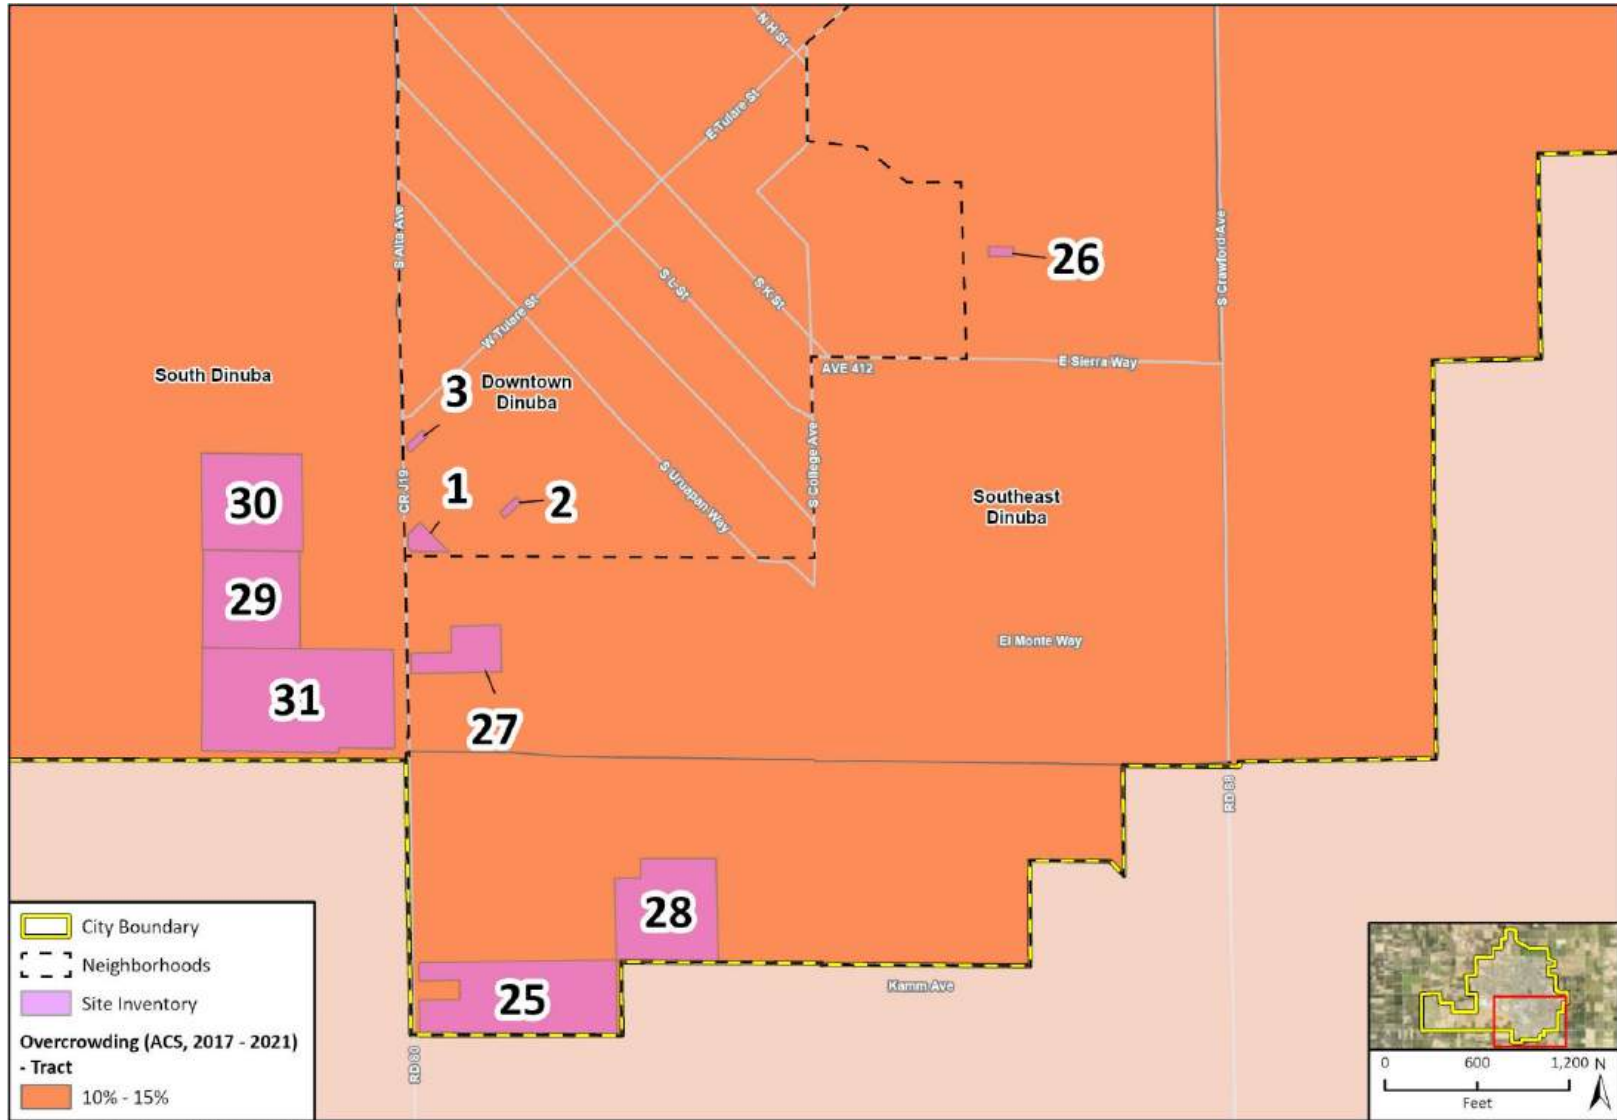 N H St
E Tulare St
S Alta Ave
S Crawford Ave
26
S L St
S K St
W Tulare St
AVE 412
E Sierra Way
South Dinuba
3
Downtown
Dinuba
S College Ave
CR J19
1
2
S Uruapan Way
30
Southeast
Dinuba
29
El Monte Way
31
27
RD 88
28
Kamm Ave
25
RD 80
City Boundary
Neighborhoods
Site Inventory
Overcrowding (ACS, 2017 - 2021)
- Tract
10% - 15%
0 600 1,200 N
Feet